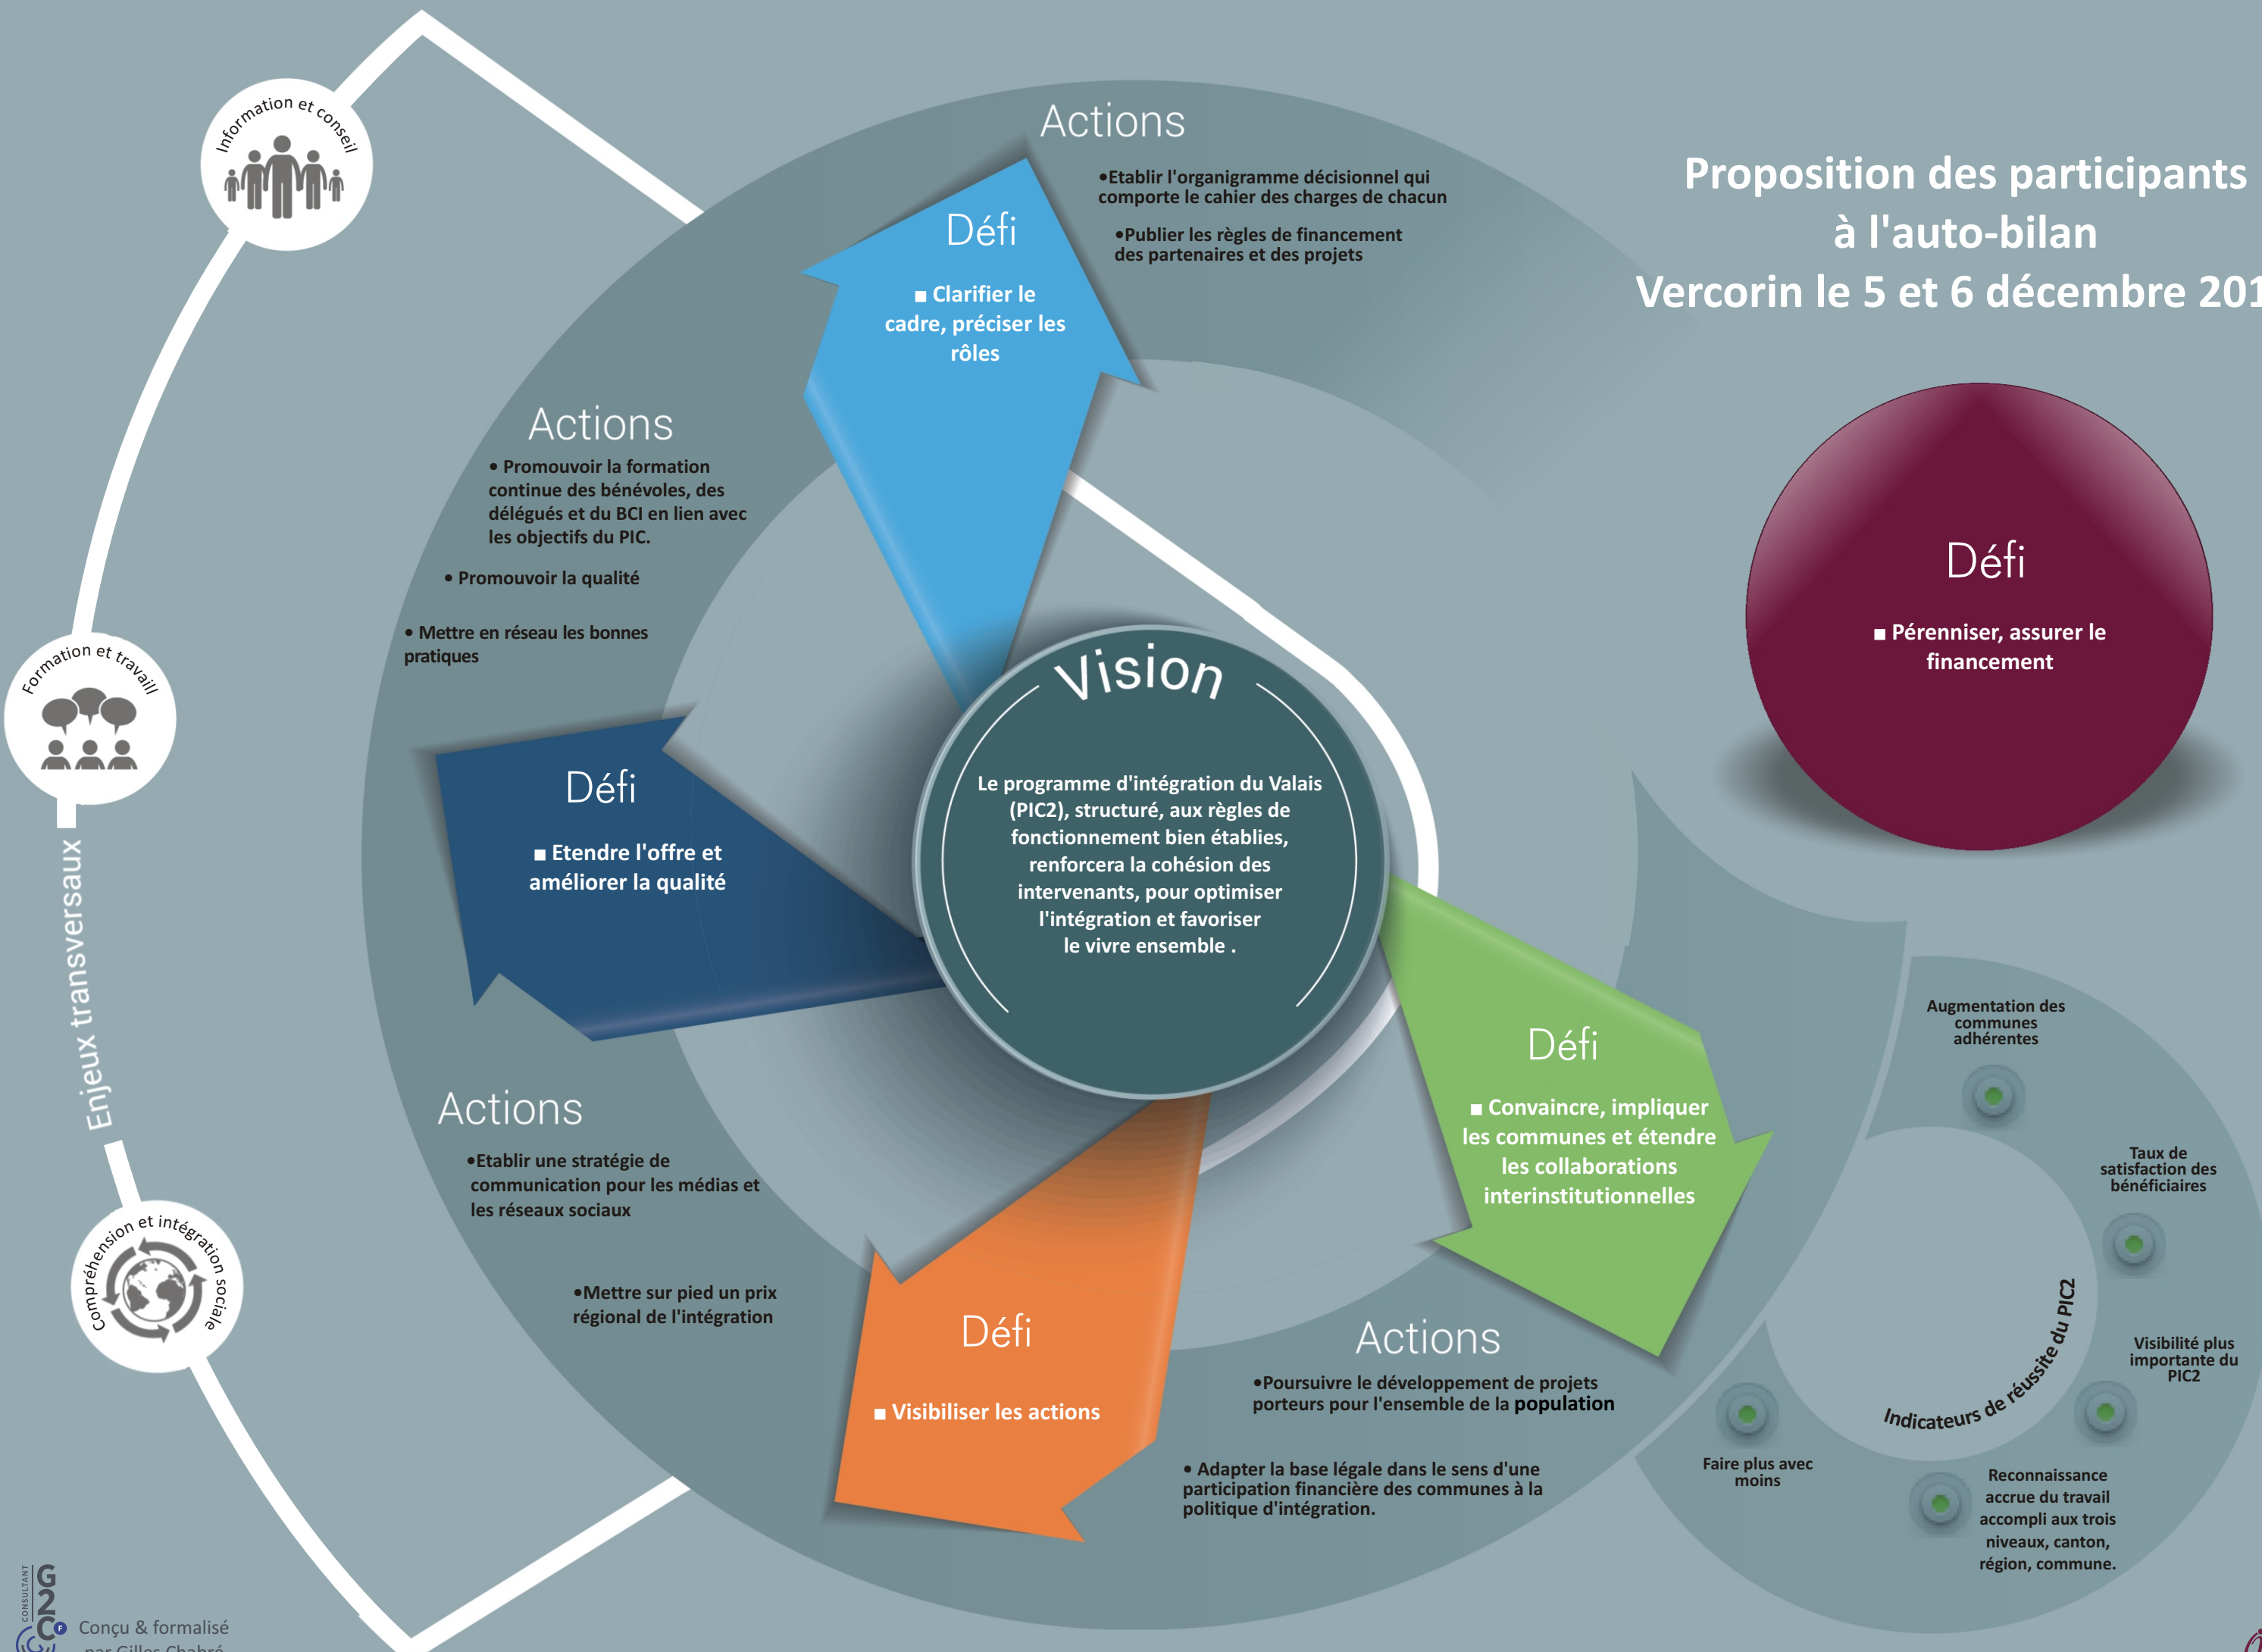 Proposition des participants
à l'auto-bilan
Vercorin le 5 et 6 décembre 201
Information et conseil
Formation et travaill
Enjeux transversaux
Compréhension et intégration sociale
Actions
•Etablir l'organigramme décisionnel qui
comporte le cahier des charges de chacun
•Publier les règles de financement
des partenaires et des projets
Défi
■ Clarifier le
cadre, préciser les
rôles
Actions
• Promouvoir la formation
continue des bénévoles, des
délégués et du BCI en lien avec
les objectifs du PIC.
• Promouvoir la qualité
• Mettre en réseau les bonnes
pratiques
Défi
■ Etendre l'offre et
améliorer la qualité
Vision
Le programme d'intégration du Valais
(PIC2), structuré, aux règles de
fonctionnement bien établies,
renforcera la cohésion des
intervenants, pour optimiser
l'intégration et favoriser
le vivre ensemble .
Défi
■ Pérenniser, assurer le
financement
Actions
•Etablir une stratégie de
communication pour les médias et
les réseaux sociaux
•Mettre sur pied un prix
régional de l'intégration
Défi
■ Visibiliser les actions
Défi
■ Convaincre, impliquer
les communes et étendre
les collaborations
interinstitutionnelles
Actions
•Poursuivre le développement de projets
porteurs pour l'ensemble de la population
• Adapter la base légale dans le sens d'une
participation financière des communes à la
politique d'intégration.
Augmentation des
communes
adhérentes
Taux de
satisfaction des
bénéficiaires
Visibilité plus
importante du
PIC2
Indicateurs de réussite du PIC2
Faire plus avec
moins
Reconnaissance
accrue du travail
accompli aux trois
niveaux, canton,
région, commune.
CONSULTANT
G2C
F
Conçu & formalisé
par Gilles Chabré